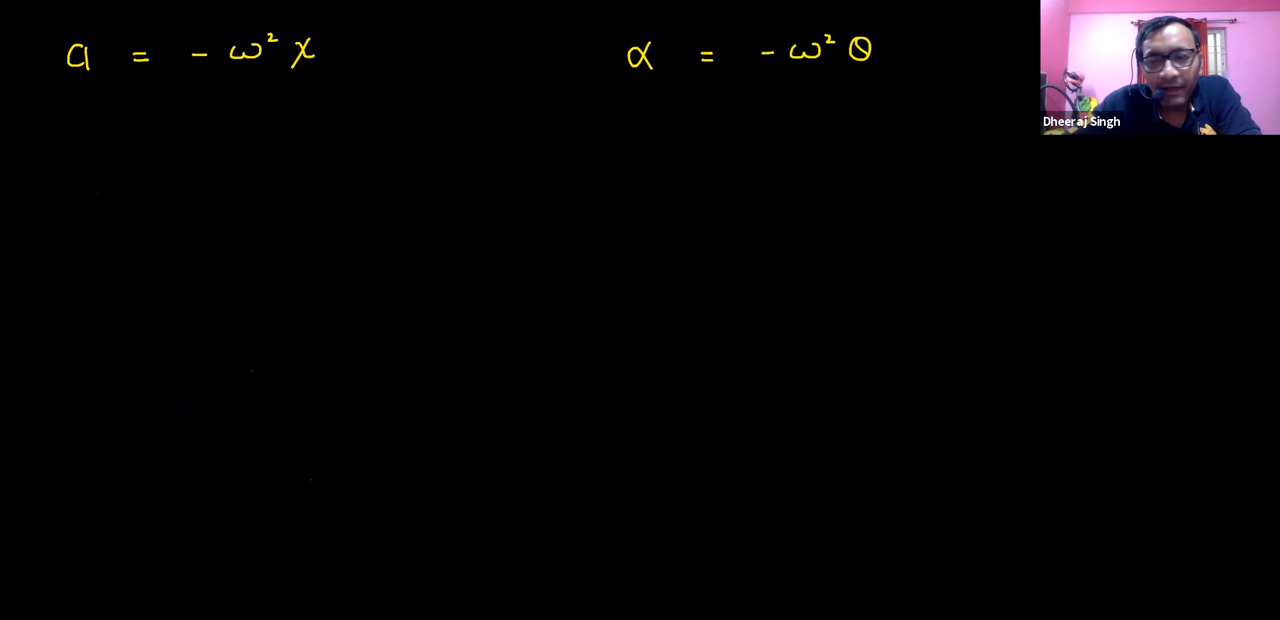 a = - ω² x
α = - ω² θ
Dheeraj Singh